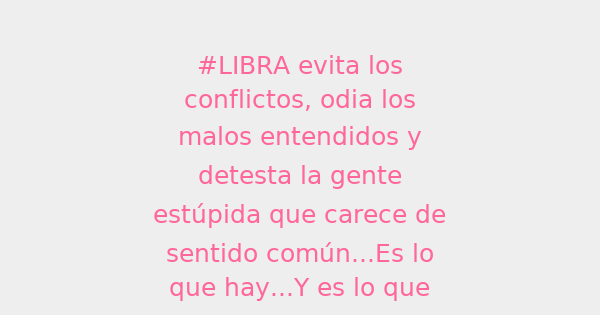 #LIBRA evita los
conflictos, odia los
malos entendidos y
detesta la gente
estúpida que carece de
sentido común...Es lo
que hay...Y es lo que